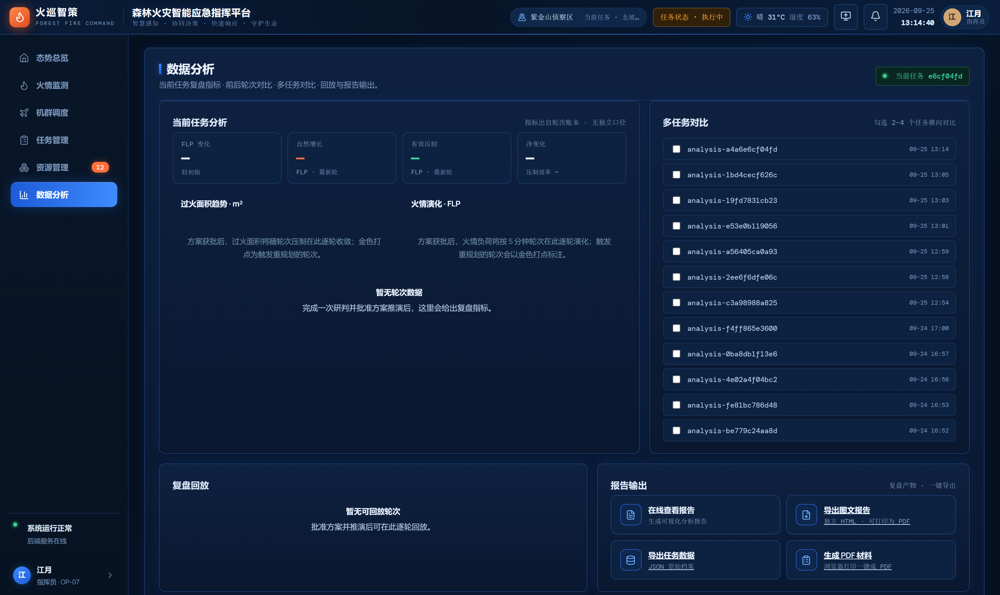 火巡智策
FOREST FIRE COMMAND
森林火灾智能应急指挥平台
智慧感知 · 协同决策 · 快速响应 · 守护生态
紫金山侦察区 当前任务 · 北坡…
任务状态 · 执行中
晴 31°C 湿度 63%
2026-09-25
13:14:40
江
江月
指挥员
态势总览
火情监测
机群调度
任务管理
资源管理 12
数据分析
系统运行正常
后端服务在线
江
江月
指挥员 · OP-07
数据分析
当前任务复盘指标 · 前后轮次对比 · 多任务对比 · 回放与报告输出。
当前任务 e6cf04fd
当前任务分析
指标出自轮次账本 · 无独立口径
FLP 变化
—
较初始
自然增长
—
FLP · 最新轮
有效压制
—
FLP · 最新轮
净变化
—
压制效率 —
过火面积趋势 · m²
方案获批后，过火面积将随轮次压制在此逐轮收敛；金色打
点为触发重规划的轮次。
火情演化 · FLP
方案获批后，火情负荷将按 5 分钟轮次在此逐轮演化；触发
重规划的轮次会以金色打点标注。
暂无轮次数据
完成一次研判并批准方案推演后，这里会给出复盘指标。
多任务对比
勾选 2-4 个任务横向对比
analysis-a4a6e6cf04fd 09-25 13:14
analysis-1bd4cecf626c 09-25 13:05
analysis-19fd7831cb23 09-25 13:03
analysis-e53e0b119056 09-25 13:01
analysis-a56405ca0a93 09-25 12:59
analysis-2ee6f6dfe06c 09-25 12:58
analysis-c3a98988a825 09-25 12:54
analysis-f4ff865e3600 09-24 17:00
analysis-0ba8db1f13e6 09-24 16:57
analysis-4e02a4f04bc2 09-24 16:56
analysis-fe81bc786d48 09-24 16:53
analysis-be779c24aa8d 09-24 16:52
复盘回放
暂无可回放轮次
批准方案并推演后可在此逐轮回放。
报告输出
复盘产物 · 一键导出
在线查看报告
生成可视化分析报告
导出图文报告
独立 HTML · 可打印为 PDF
导出任务数据
JSON 原始档案
生成 PDF 材料
浏览器打印一键成 PDF